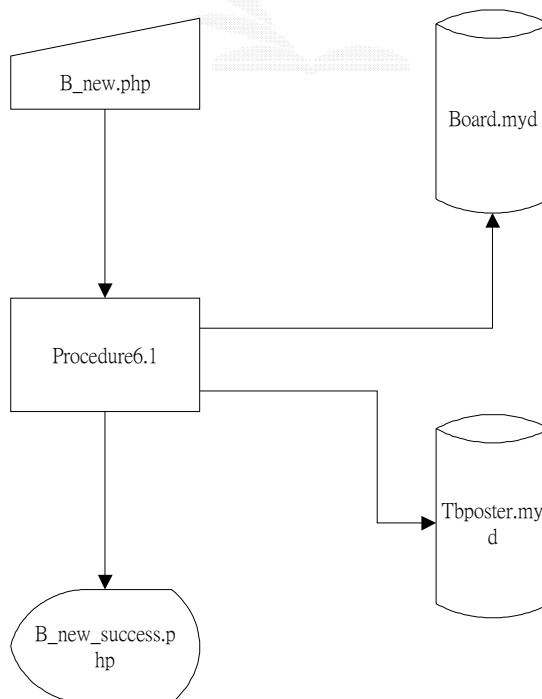 B_new.php
Board.myd
Procedure6.1
Tbposter.my
d
B_new_success.p
hp